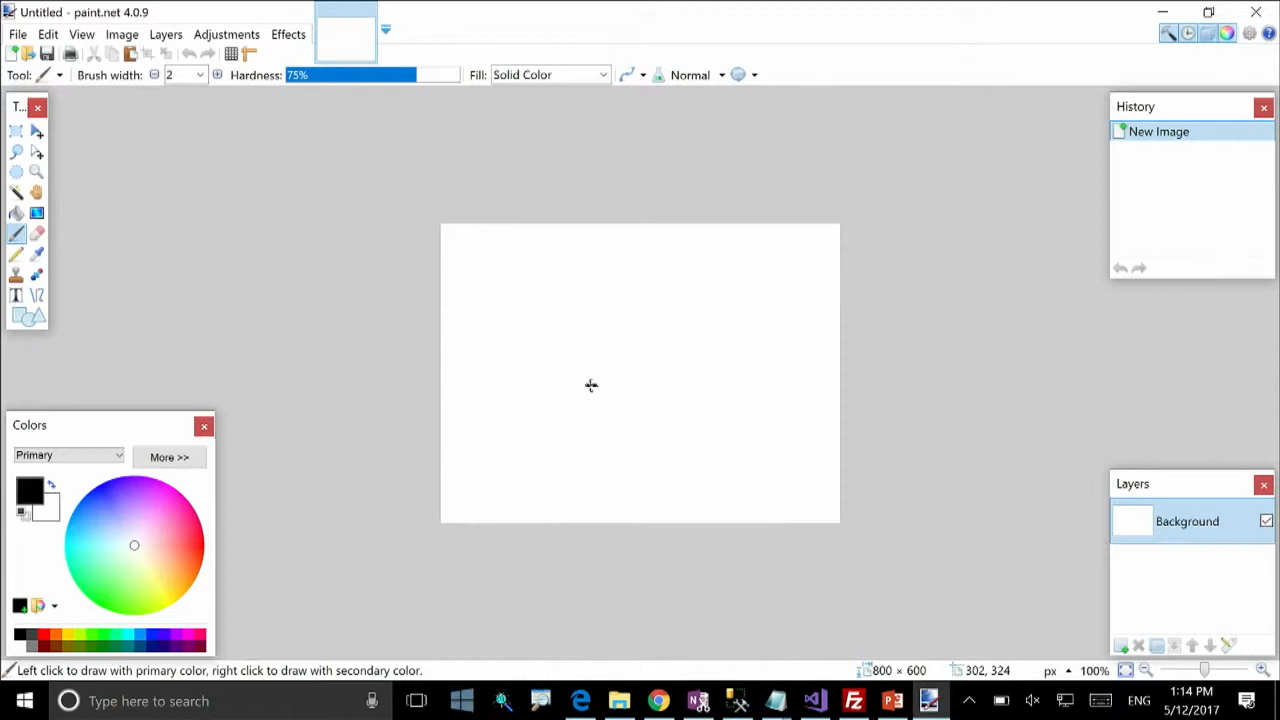 Untitled - paint.net 4.0.9
File Edit View Image Layers Adjustments Effects
Tool: Brush width: 2 Hardness: 75% Fill: Solid Color Normal
T...
History
New Image
Colors
Primary More >>
Layers
Background
Left click to draw with primary color, right click to draw with secondary color. 800 × 600 302, 324 px 100%
Type here to search ENG 1:14 PM
5/12/2017